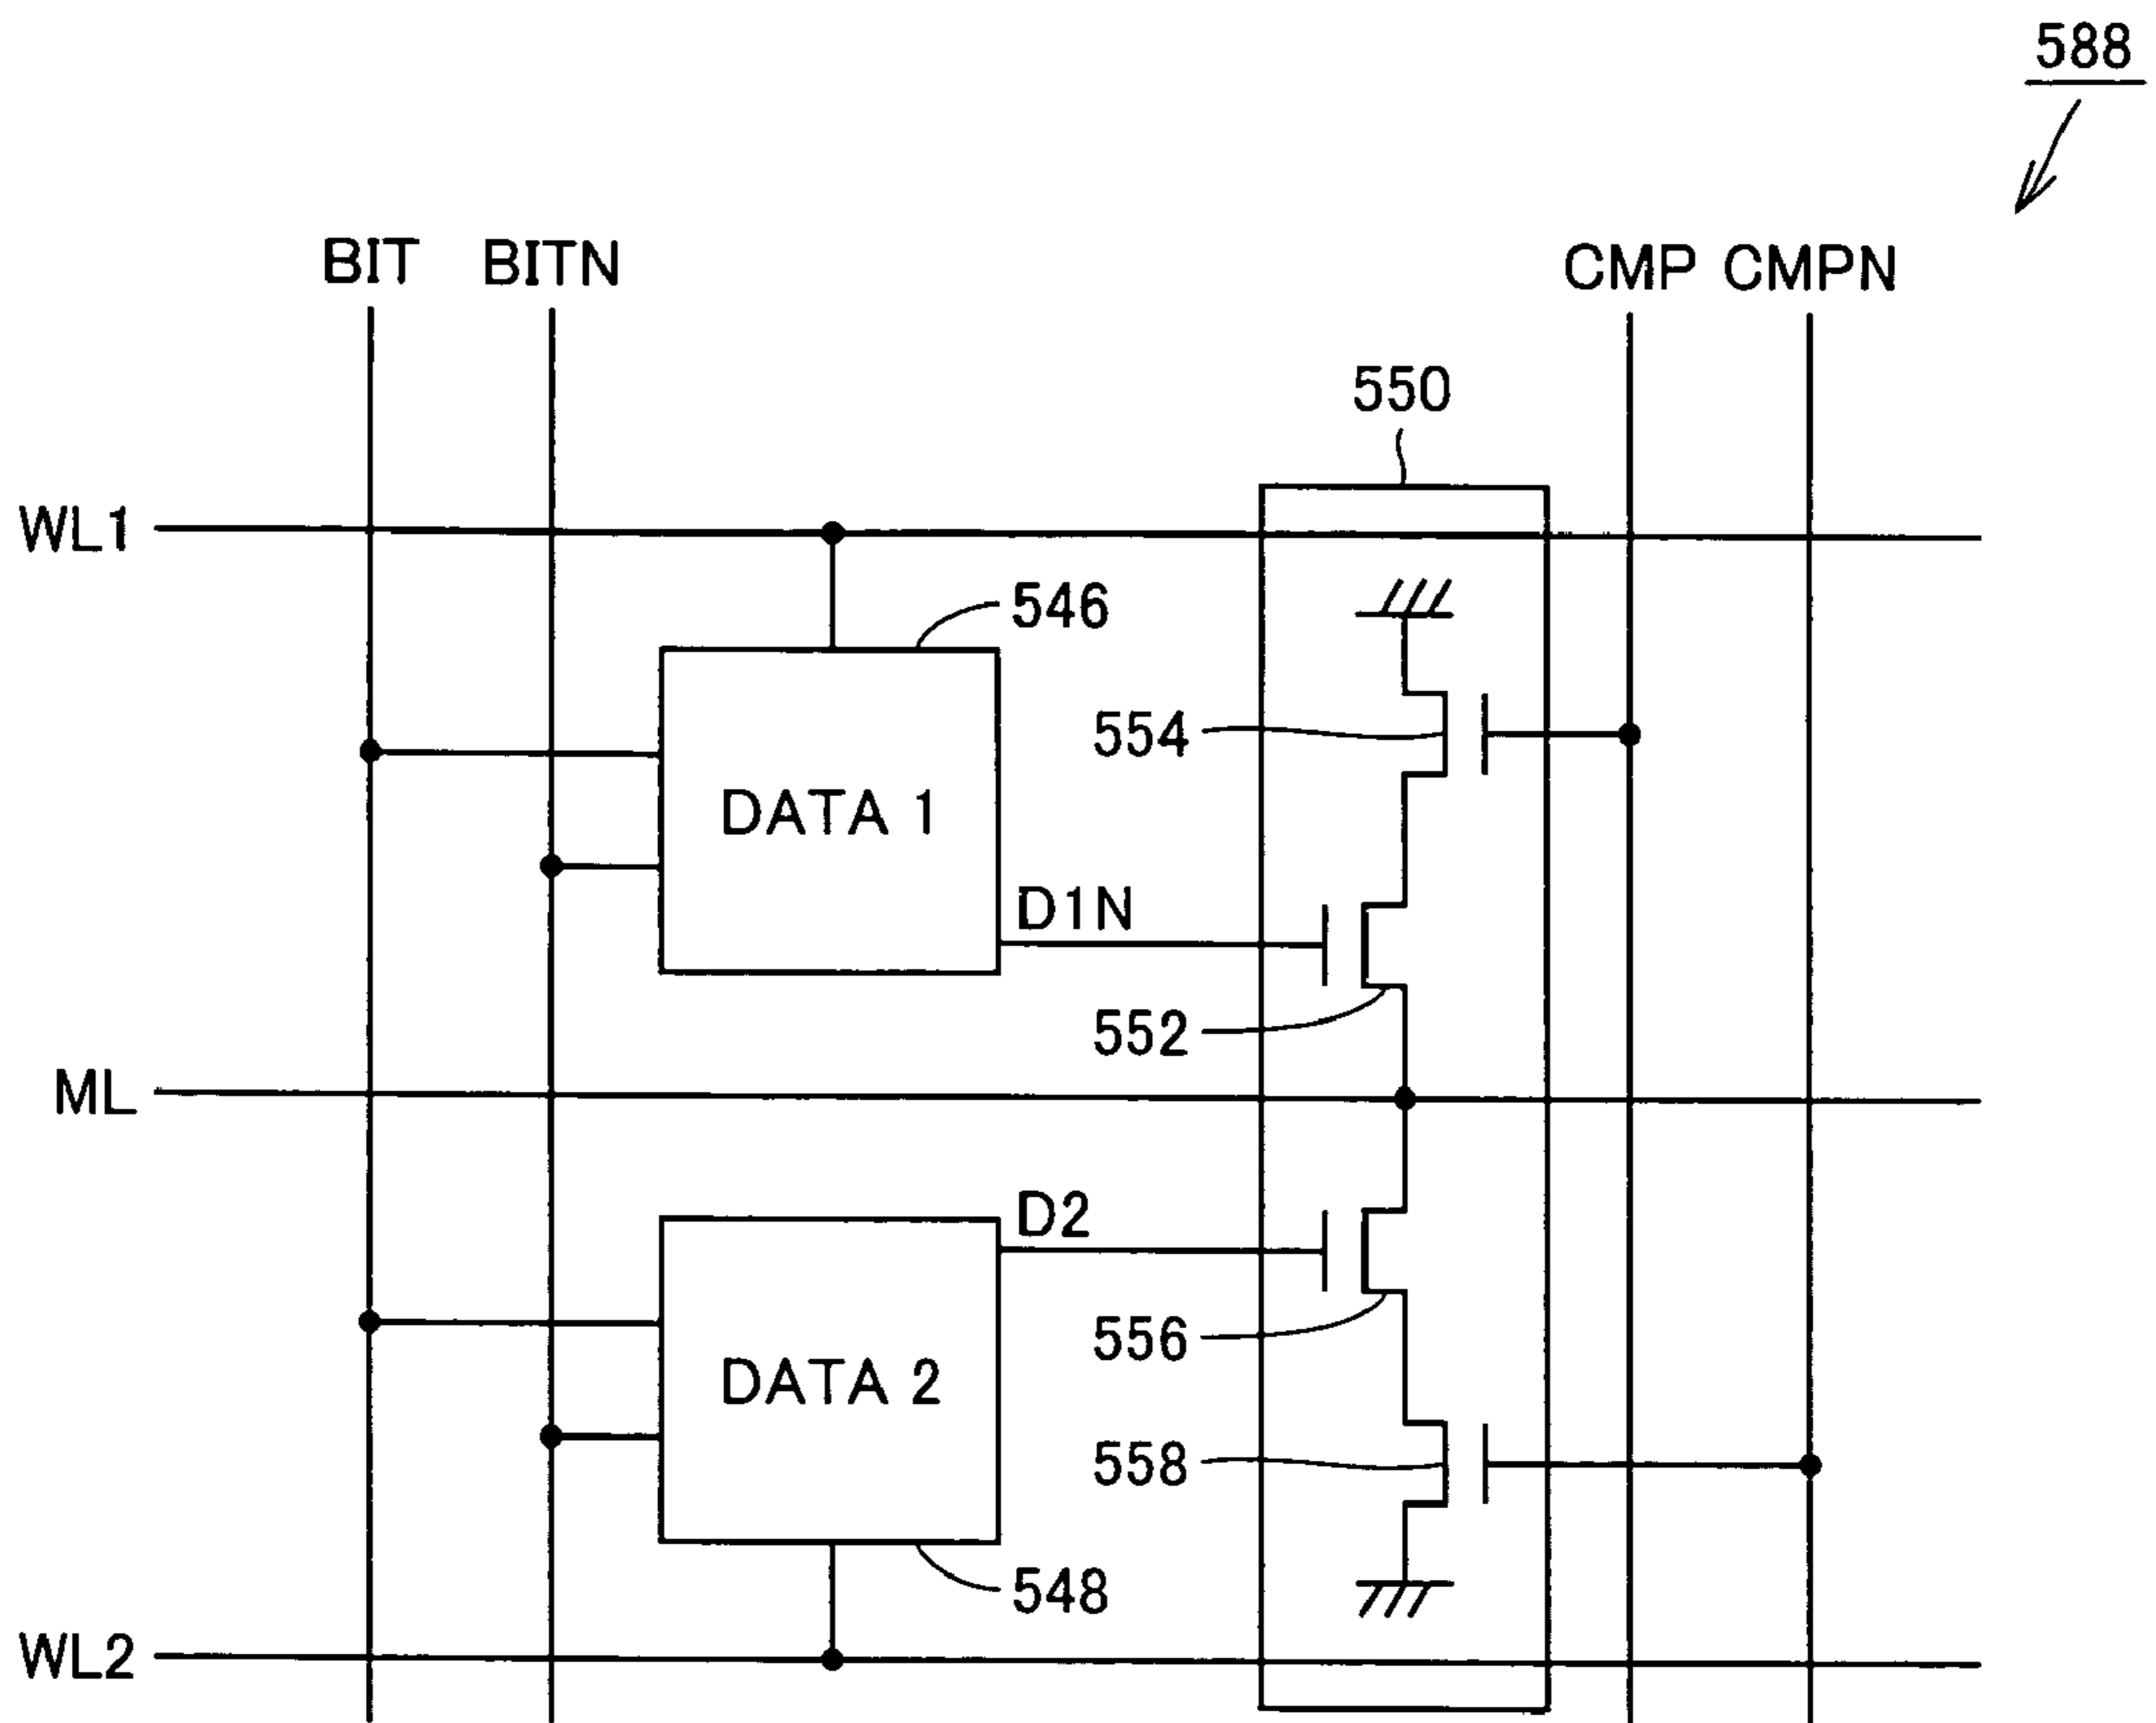 588
BIT BITN CMP CMPN
550
WL1
546
554
DATA 1
D1N
552
ML
D2
556
DATA 2
558
548
WL2